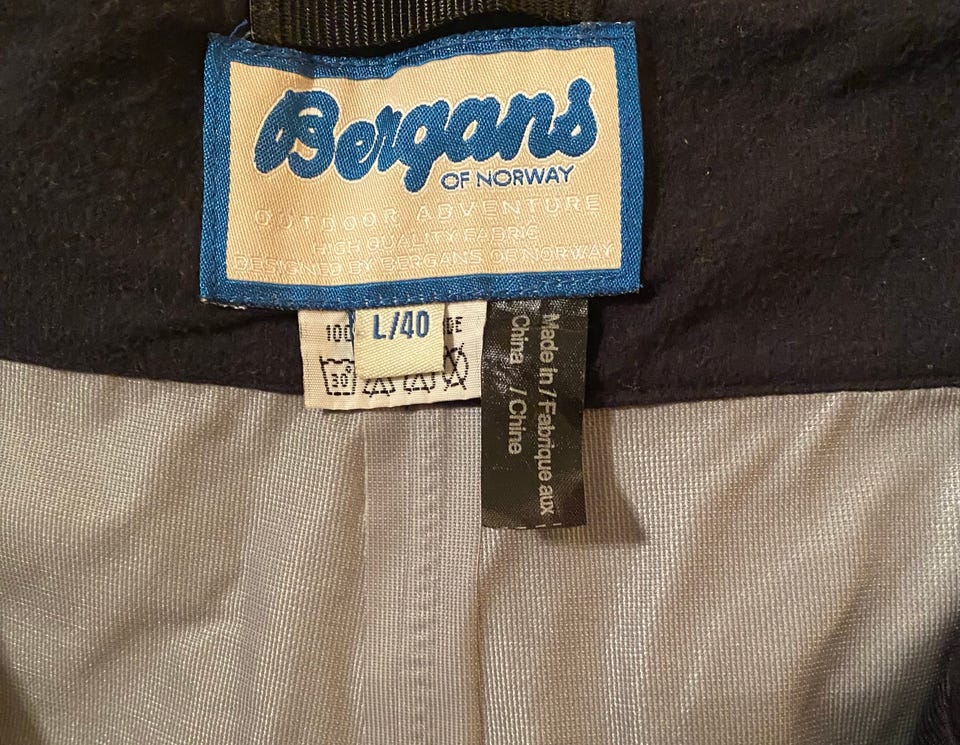 Bergans
OF NORWAY
OUTDOOR ADVENTURE
HIGH QUALITY FABRIC
DESIGNED BY BERGANS OF NORWAY
L/40
100
30°
Made in / Fabrique aux
China / Chine